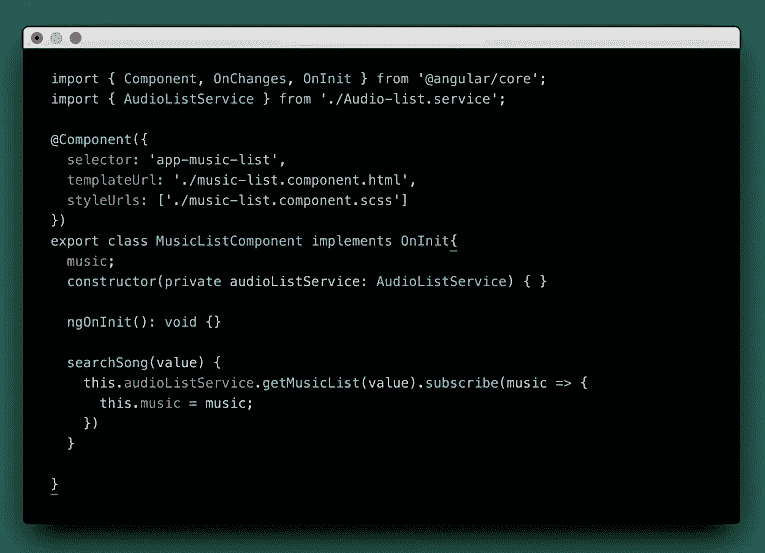 import { Component, OnChanges, OnInit } from '@angular/core';
import { AudioListService } from './Audio-list.service';
@Component({
selector: 'app-music-list',
templateUrl: './music-list.component.html',
styleUrls: ['./music-list.component.scss']
})
export class MusicListComponent implements OnInit{
music;
constructor(private audioListService: AudioListService) { }
ngOnInit(): void {}
searchSong(value) {
this.audioListService.getMusicList(value).subscribe(music => {
this.music = music;
})
}
}